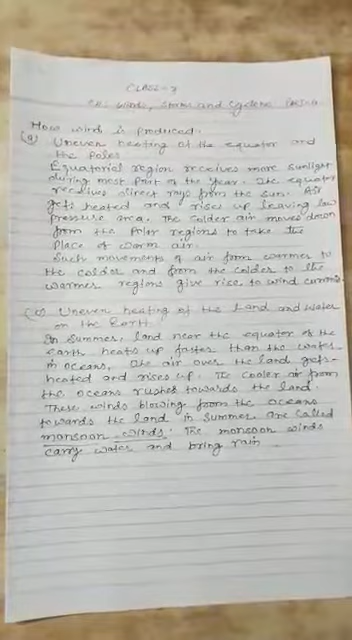 CLASS-7
Ch. Winds, Storms and Cyclone
How wind is produced.
(a) Uneven heating of the equator and
the Poles
Equatorial region receives more sunlight
during most part of the year. The equator
receives direct rays from the sun. Air
gets heated and rises up leaving low
pressure area. The colder air moves down
from the Polar regions to take the
Place of warm air.
Such movements of air from warmer to
the colder and from the colder to the
warmer regions give rise to wind currents.
(b) Uneven heating of the Land and water
on the Earth
In Summer, land near the equator of the
earth heats up faster than the water
in oceans. The air over the land gets
heated and rises up. The cooler air from
the oceans rushes towards the land.
These winds blowing from the oceans
towards the land in Summer are called
monsoon winds. The monsoon winds
carry water and bring rain